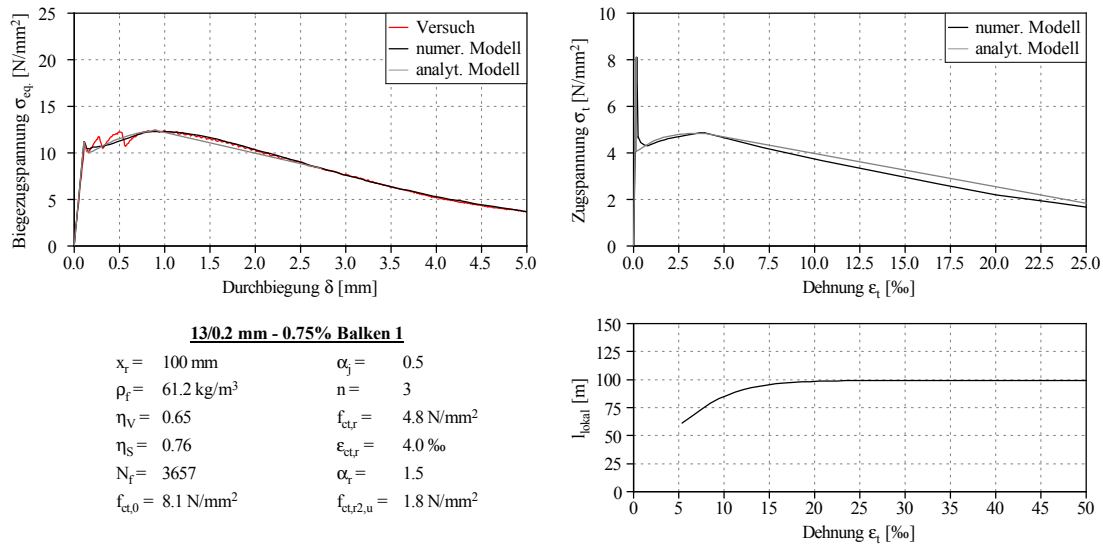 Biegezugspannung σeq. [N/mm²]
25
20
15
10
5
0
0.0 0.5 1.0 1.5 2.0 2.5 3.0 3.5 4.0 4.5 5.0
Durchbiegung δ [mm]
Versuch
numer. Modell
analyt. Modell
Zugspannung σt [N/mm²]
10
8
6
4
2
0
0.0 2.5 5.0 7.5 10.0 12.5 15.0 17.5 20.0 22.5 25.0
Dehnung εt [‰]
numer. Modell
analyt. Modell
13/0.2 mm - 0.75% Balken 1
xr = 100 mm αj = 0.5
ρf = 61.2 kg/m³ n = 3
ηV = 0.65 fct,r = 4.8 N/mm²
ηS = 0.76 εct,r = 4.0 ‰
Nf = 3657 αr = 1.5
fct,0 = 8.1 N/mm² fct,r2,u = 1.8 N/mm²
llokal [m]
150
125
100
75
50
25
0
0 5 10 15 20 25 30 35 40 45 50
Dehnung εt [‰]